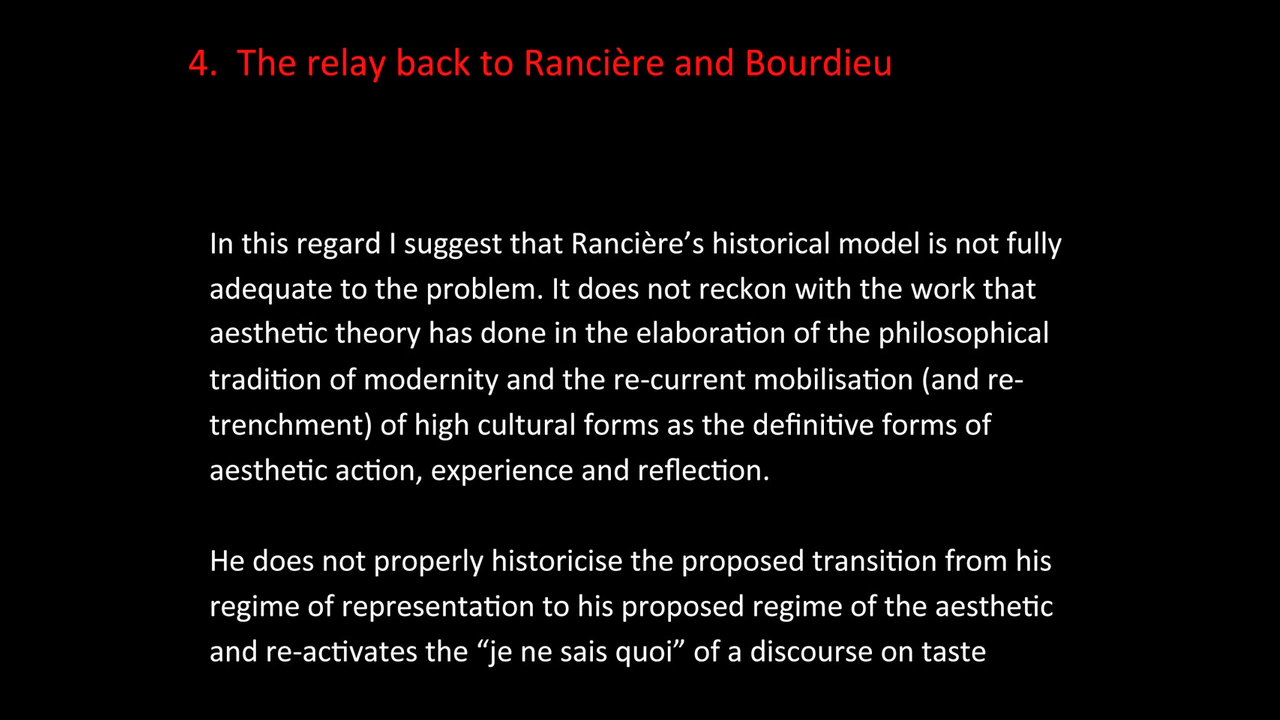 4. The relay back to Rancière and Bourdieu
In this regard I suggest that Rancière’s historical model is not fully
adequate to the problem. It does not reckon with the work that
aesthetic theory has done in the elaboration of the philosophical
tradition of modernity and the re-current mobilisation (and re-
trenchment) of high cultural forms as the definitive forms of
aesthetic action, experience and reflection.
He does not properly historicise the proposed transition from his
regime of representation to his proposed regime of the aesthetic
and re-activates the “je ne sais quoi” of a discourse on taste